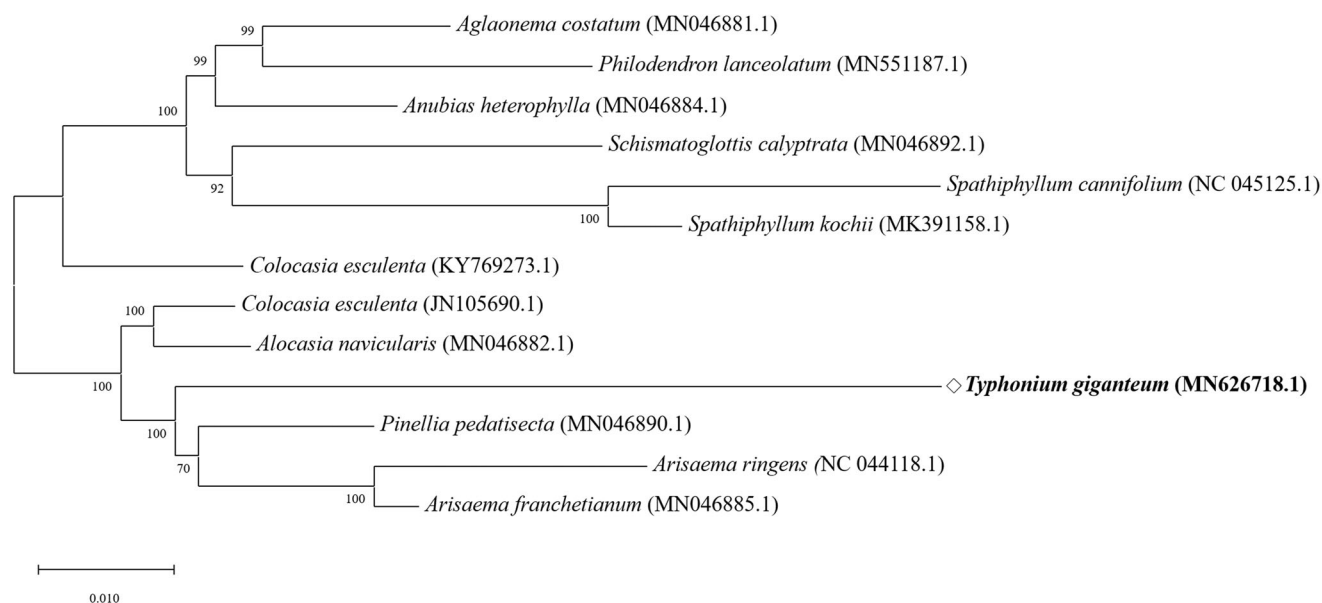 Aglaonema costatum (MN046881.1)
99
Philodendron lanceolatum (MN551187.1)
99
Anubias heterophylla (MN046884.1)
100
Schismatoglottis calyptrata (MN046892.1)
92
Spathiphyllum cannifolium (NC 045125.1)
100
Spathiphyllum kochii (MK391158.1)
Colocasia esculenta (KY769273.1)
Colocasia esculenta (JN105690.1)
100
Alocasia navicularis (MN046882.1)
100
◇Typhonium giganteum (MN626718.1)
100
Pinellia pedatisecta (MN046890.1)
70
Arisaema ringens (NC 044118.1)
100
Arisaema franchetianum (MN046885.1)
0.010